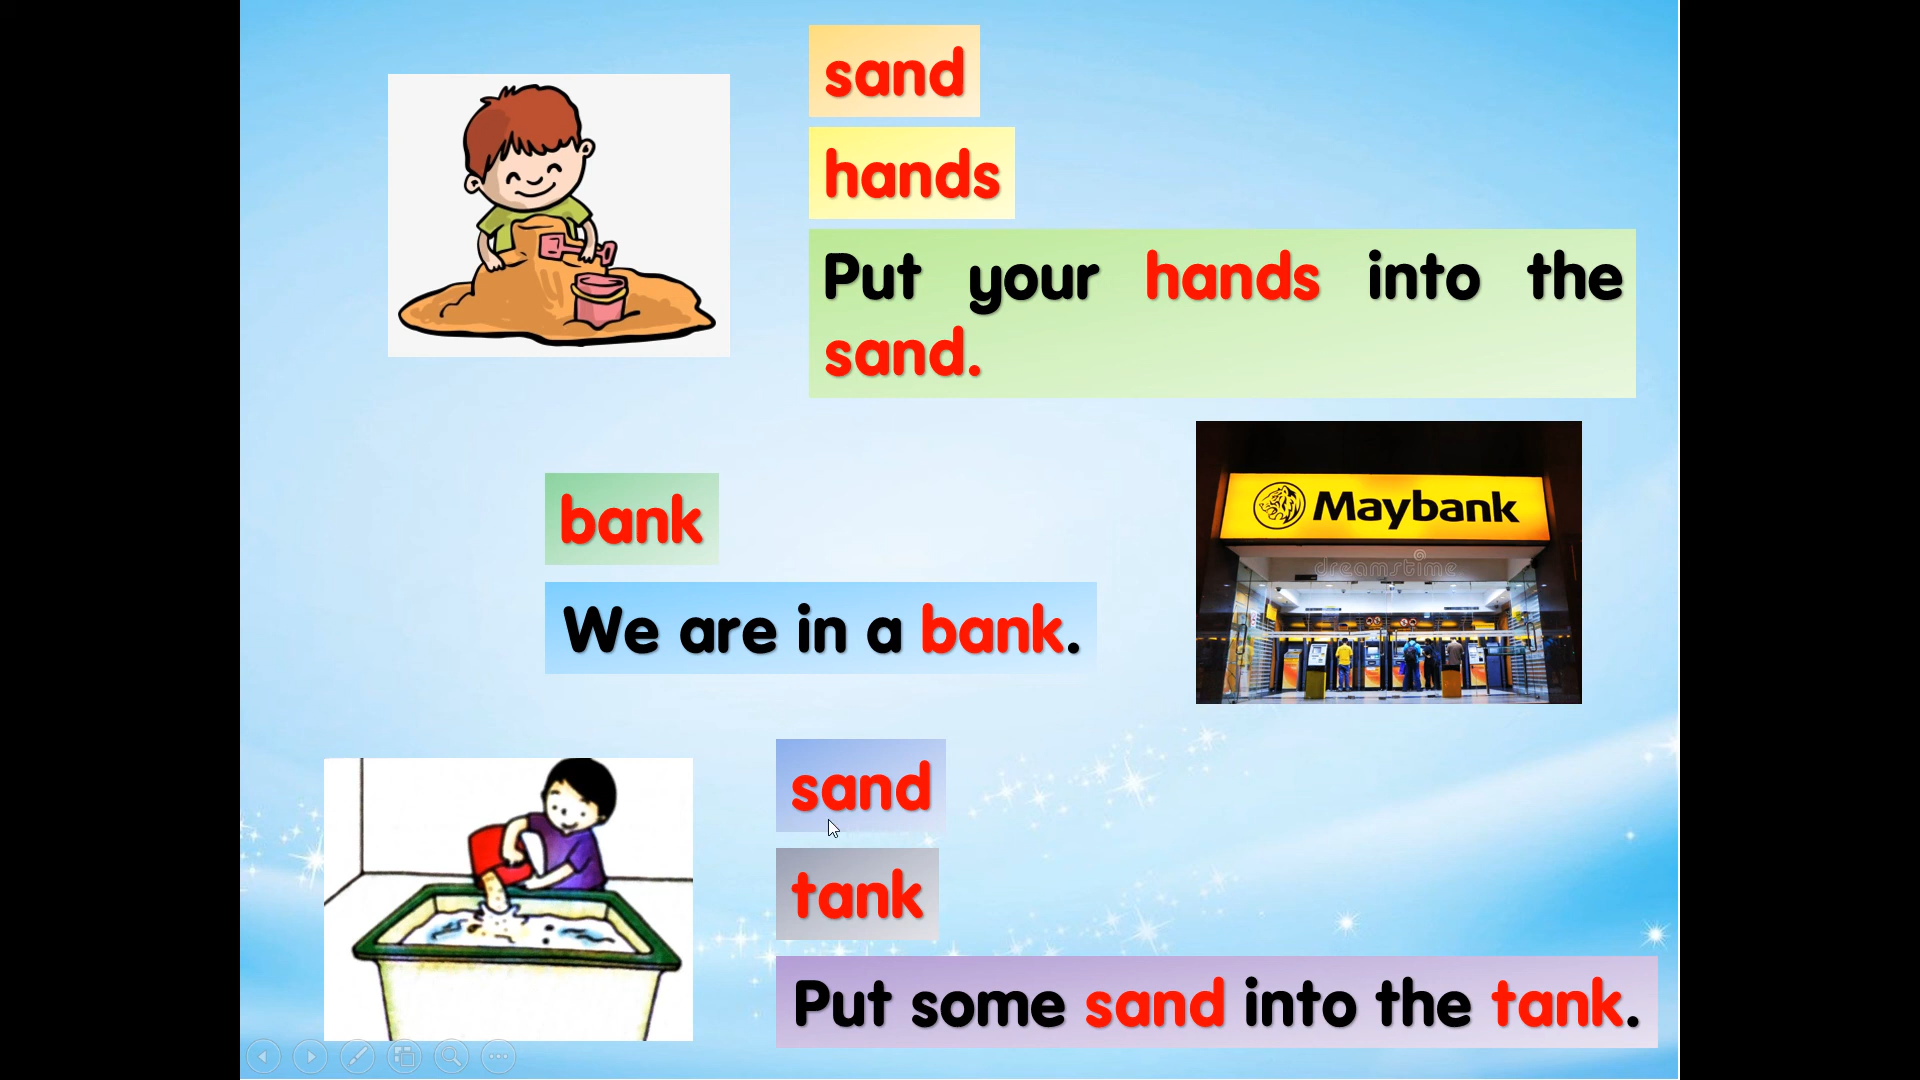 sand
hands
Put your hands into the
sand.
bank
We are in a bank.
Maybank
dreamstime
sand
tank
Put some sand into the tank.